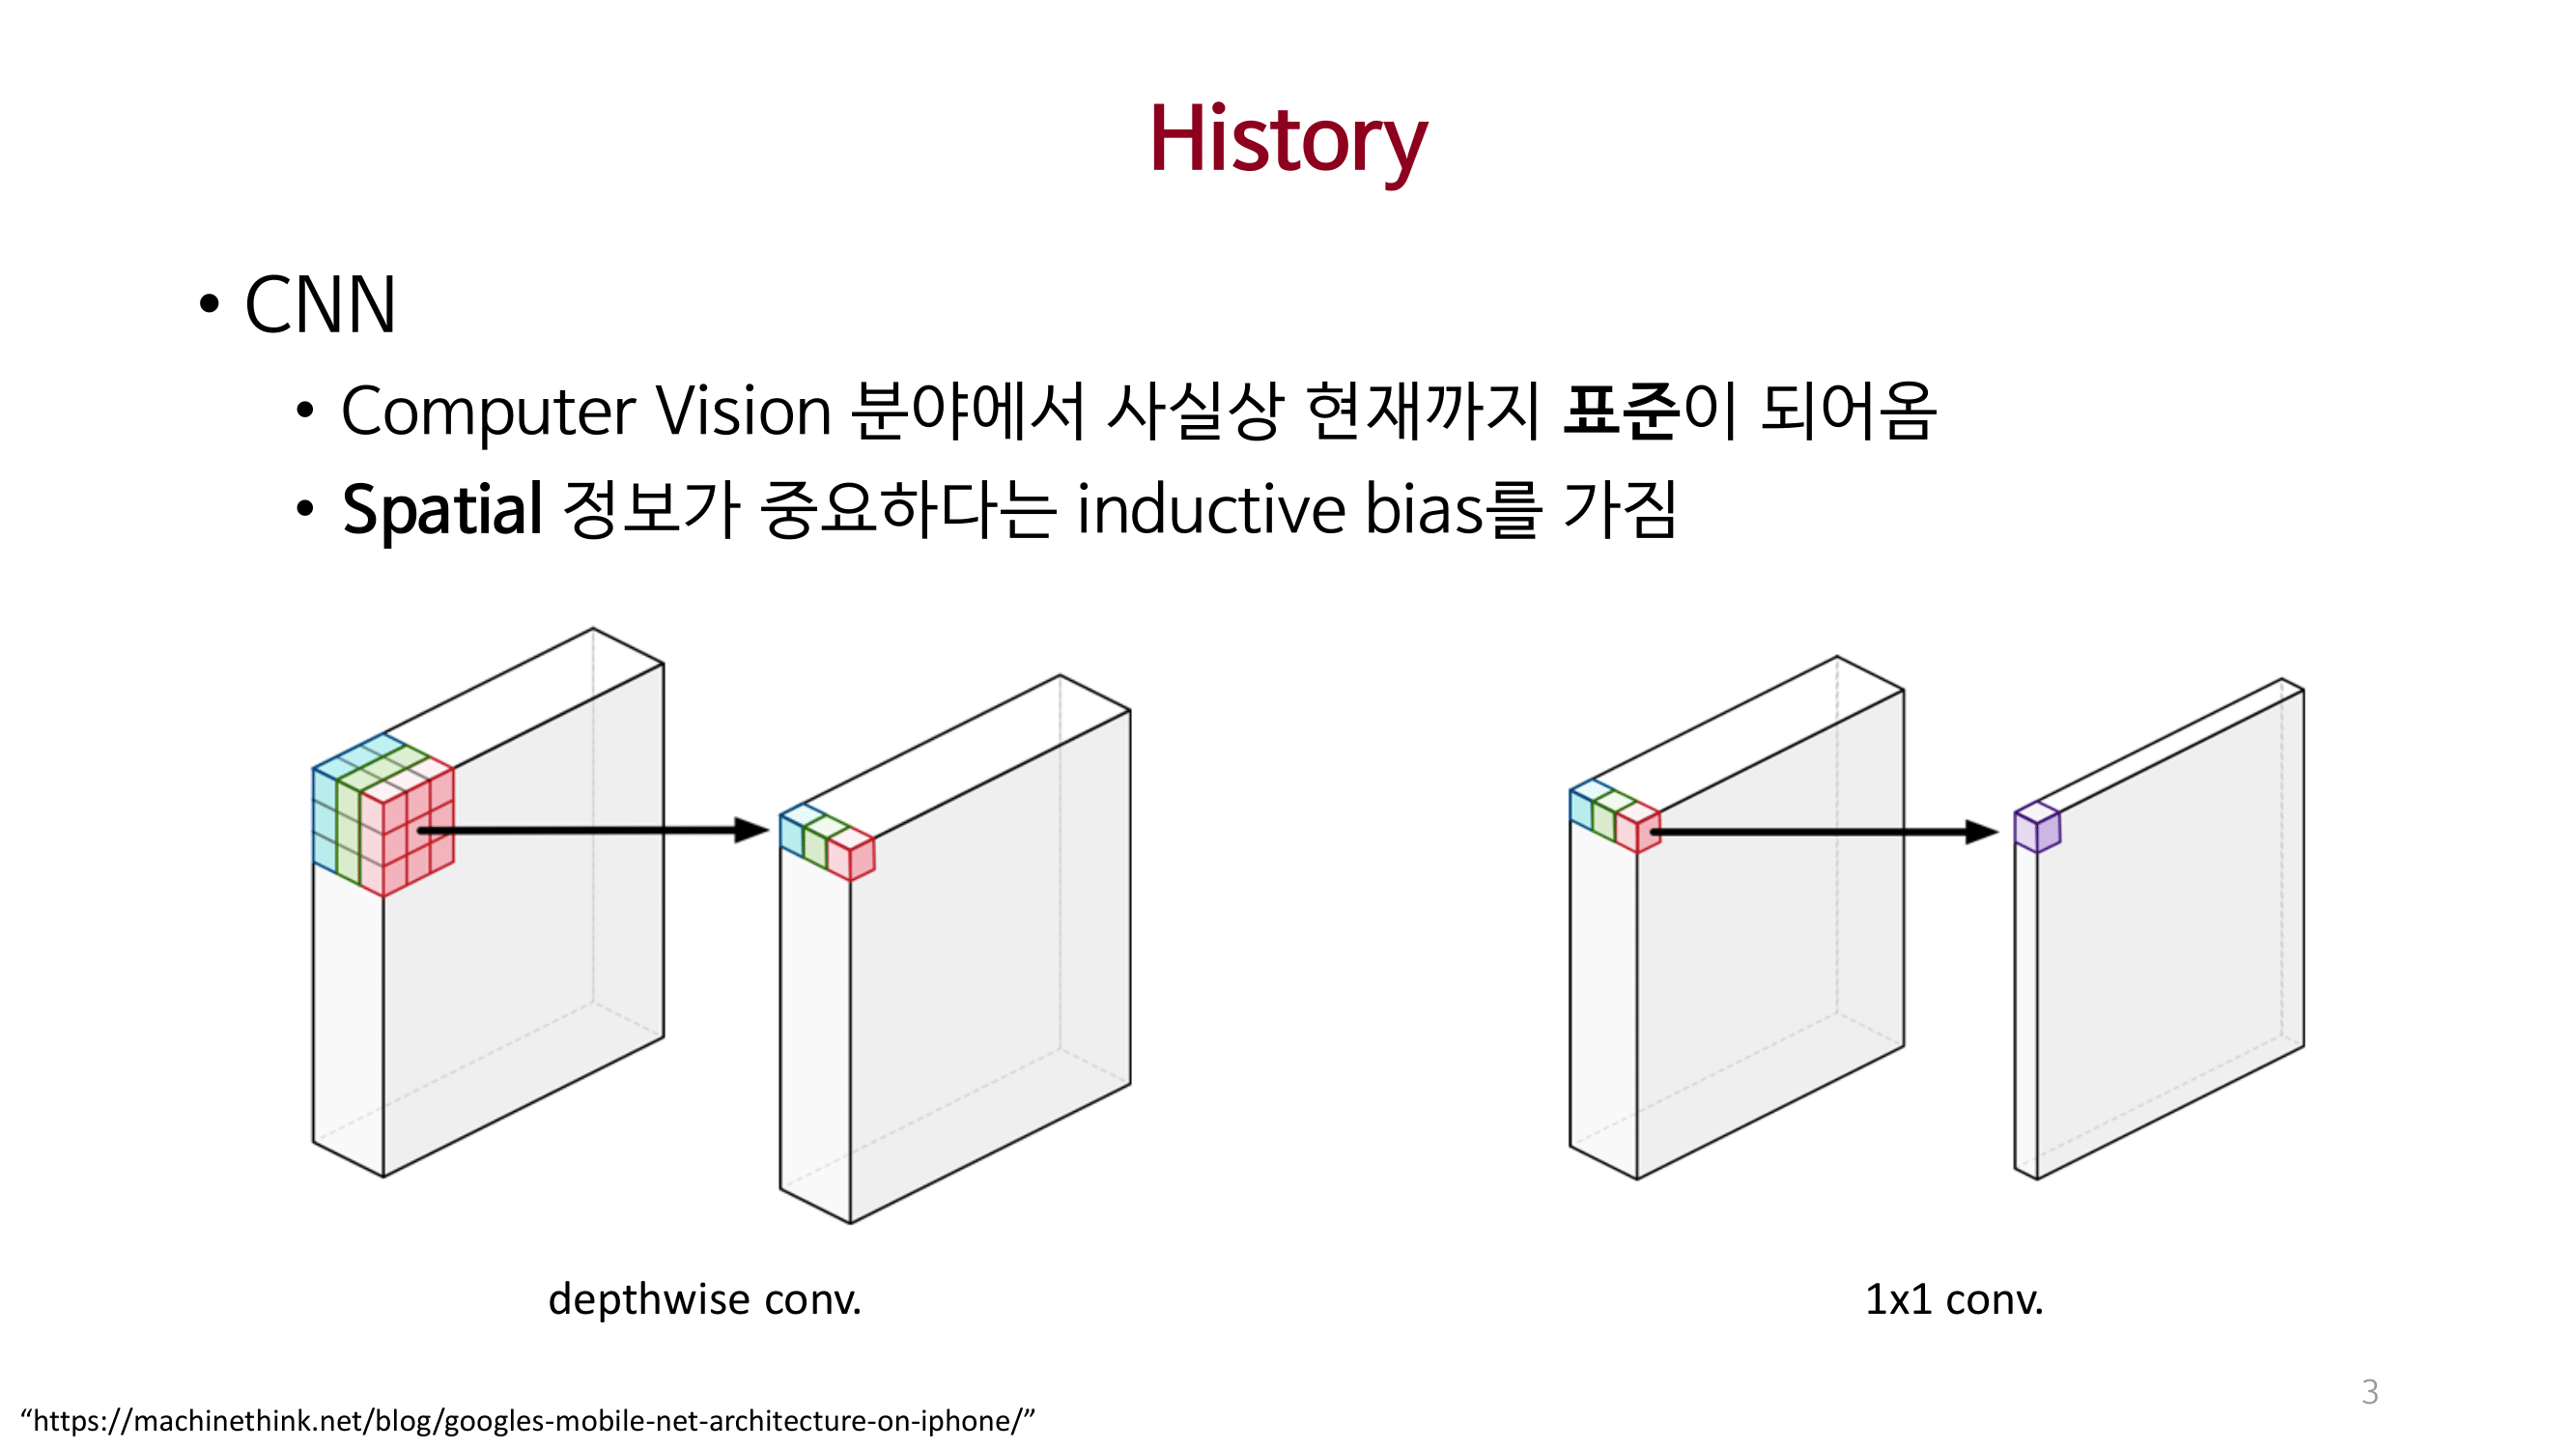 History
• CNN
• Computer Vision 분야에서 사실상 현재까지 표준이 되어옴
• Spatial 정보가 중요하다는 inductive bias를 가짐
depthwise conv.
1x1 conv.
3
“https://machinethink.net/blog/googles-mobile-net-architecture-on-iphone/”